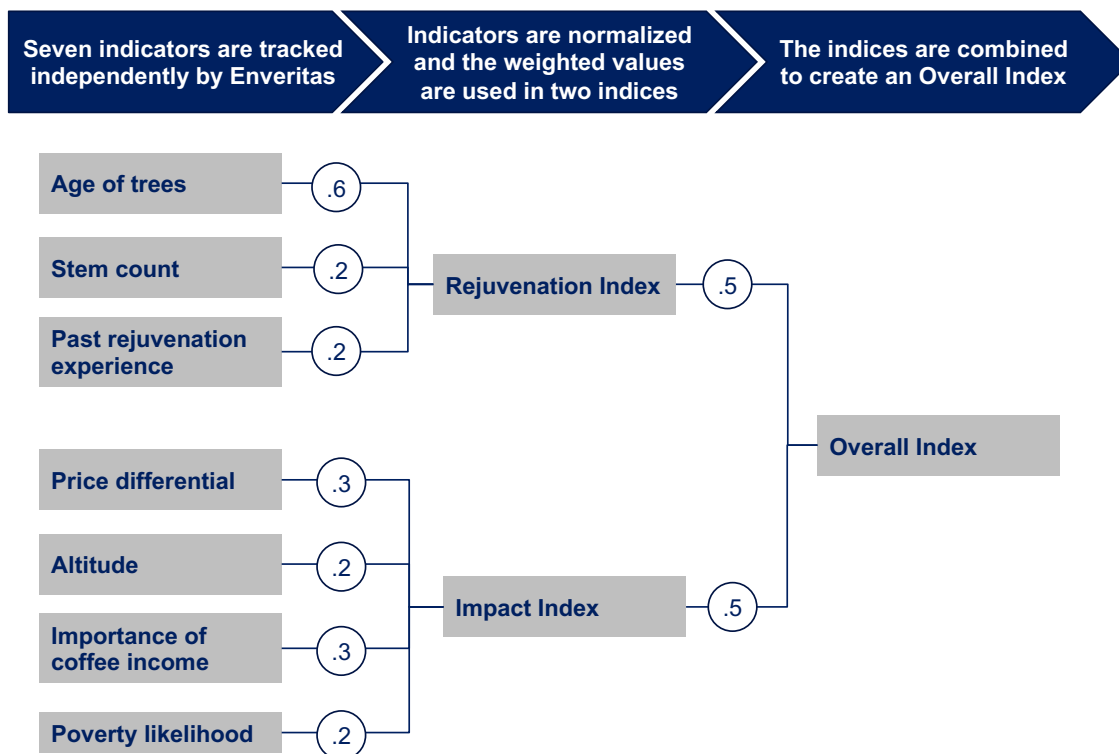 Seven indicators are tracked
independently by Enveritas
Indicators are normalized
and the weighted values
are used in two indices
The indices are combined
to create an Overall Index
Age of trees
.6
Stem count
.2
Rejuvenation Index
.5
Past rejuvenation
experience
.2
Overall Index
Price differential
.3
Altitude
.2
Impact Index
.5
Importance of
coffee income
.3
Poverty likelihood
.2